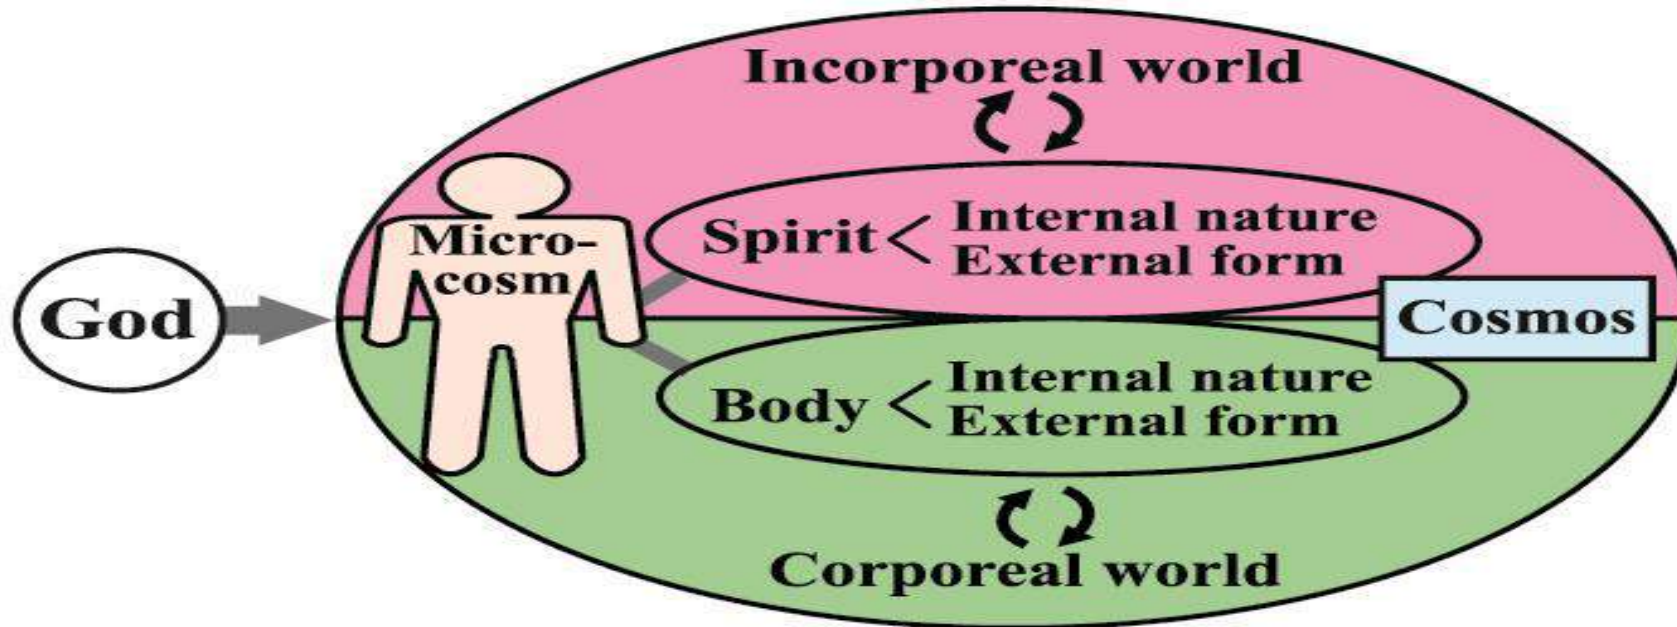 Incorporeal world
Micro-
cosm
Spirit < Internal nature
External form
God
Cosmos
Body < Internal nature
External form
Corporeal world